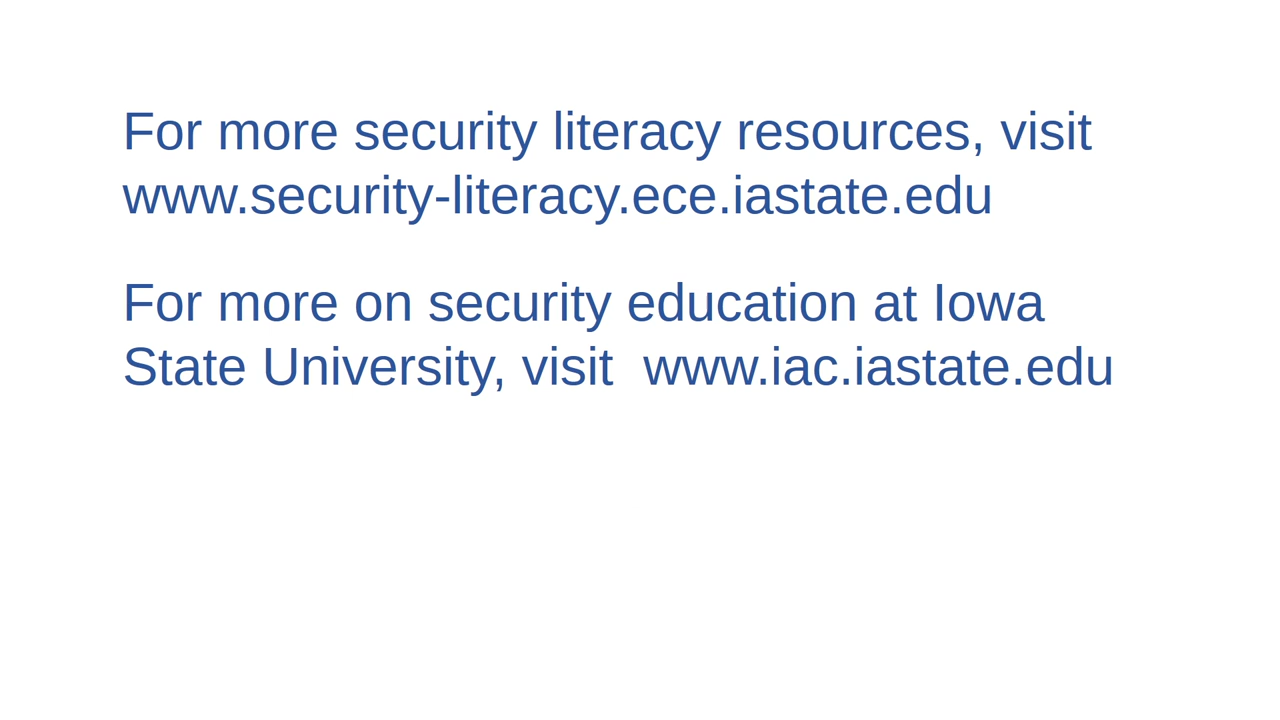 For more security literacy resources, visit
www.security-literacy.ece.iastate.edu
For more on security education at Iowa
State University, visit  www.iac.iastate.edu